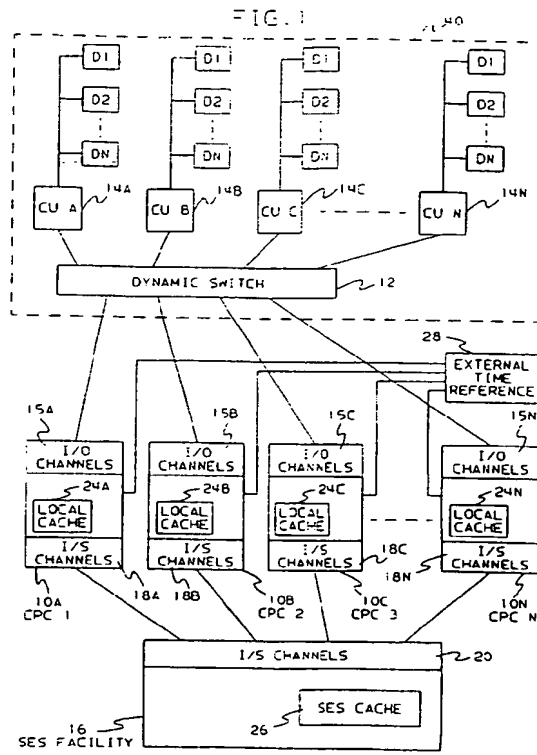 FIG.1
40
D1 D1 D1 D1
D2 D2 D2 D2
DN DN DN DN
14A 14B 14C 14N
CU A CU B CU C CU N
DYNAMIC SWITCH
12
28
EXTERNAL
TIME
REFERENCE
15A 15B 15C 15N
I/O CHANNELS I/O CHANNELS I/O CHANNELS I/O CHANNELS
24A 24B 24C 24N
LOCAL CACHE LOCAL CACHE LOCAL CACHE LOCAL CACHE
I/S CHANNELS I/S CHANNELS I/S CHANNELS I/S CHANNELS
18A 18B 18C 18N
10A CPC 1 10B CPC 2 10C CPC 3 10N CPC N
I/S CHANNELS
20
SES CACHE
26
16
SES FACILITY